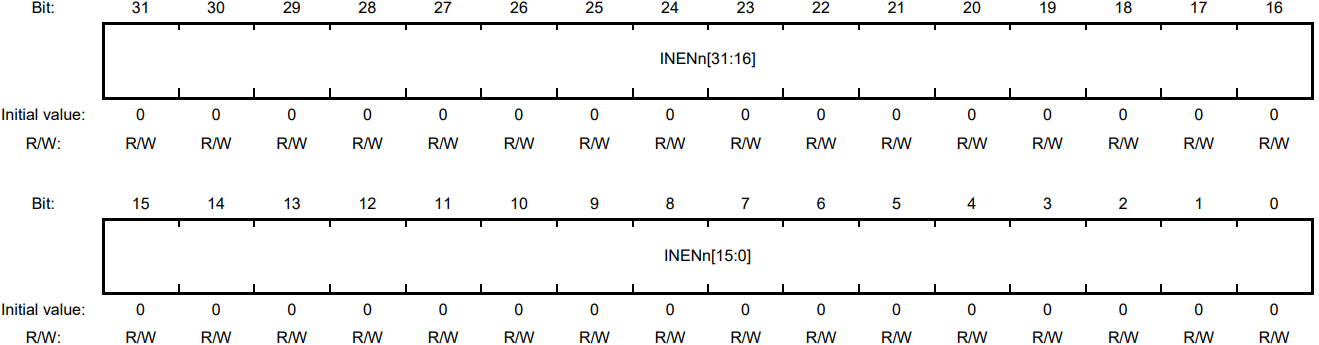 Bit: 31 30 29 28 27 26 25 24 23 22 21 20 19 18 17 16
INENn[31:16]
Initial value: 0 0 0 0 0 0 0 0 0 0 0 0 0 0 0 0
R/W: R/W R/W R/W R/W R/W R/W R/W R/W R/W R/W R/W R/W R/W R/W R/W R/W
Bit: 15 14 13 12 11 10 9 8 7 6 5 4 3 2 1 0
INENn[15:0]
Initial value: 0 0 0 0 0 0 0 0 0 0 0 0 0 0 0 0
R/W: R/W R/W R/W R/W R/W R/W R/W R/W R/W R/W R/W R/W R/W R/W R/W R/W